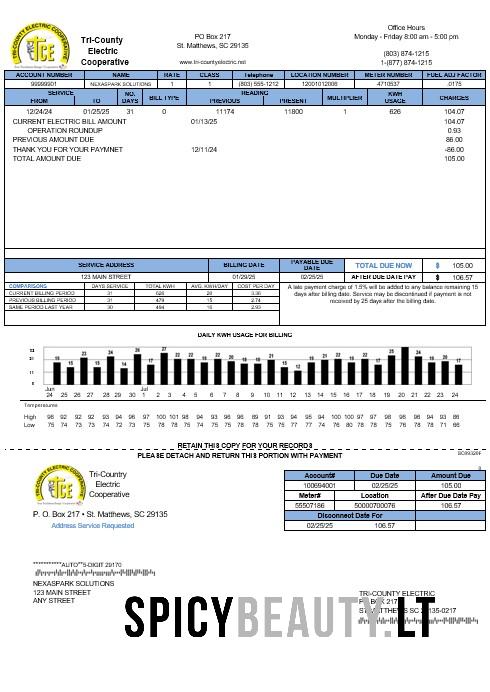 TRI-COUNTY ELECTRIC COOPERATIVE
TCE
Tri-County
Electric
Cooperative
PO Box 217
St. Matthews, SC 29135
www.tri-countyelectric.net
Office Hours
Monday - Friday 8:00 am - 5:00 pm
(803) 874-1215
1-(877) 874-1215
ACCOUNT NUMBER NAME RATE CLASS Telephone LOCATION NUMBER METER NUMBER FUEL ADJ FACTOR
99999901 NEXASPARK SOLUTIONS 1 1 (803) 555-1212 12001012006 4710537 .0175
SERVICE FROM TO NO. DAYS BILL TYPE READING PREVIOUS PRESENT MULTIPLIER KWH USAGE CHARGES
12/24/24 01/25/25 31 0 11174 11800 1 626 104.07
CURRENT ELECTRIC BILL AMOUNT 01/13/25 104.07
OPERATION ROUNDUP 0.93
PREVIOUS AMOUNT DUE 86.00
THANK YOU FOR YOUR PAYMNET 12/11/24 -86.00
TOTAL AMOUNT DUE 105.00
SERVICE ADDRESS BILLING DATE PAYABLE DUE DATE TOTAL DUE NOW $ 105.00
123 MAIN STREET 01/29/25 02/25/25 AFTER DUE DATE PAY $ 106.57
COMPARISONS DAYS SERVICE TOTAL KWH AVG. KWH/DAY COST PER DAY
CURRENT BILLING PERIOD 31 626 20 3.36
PREVIOUS BILLING PERIOD 31 479 15 2.74
SAME PERIOD LAST YEAR 30 494 16 2.93
A late payment charge of 1.5% will be added to any balance remaining 15
days after billing date. Service may be discontinued if payment is not
received by 25 day after the billing date.
DAILY KWH USAGE FOR BILLING
Jun Jul
24 25 26 27 28 29 30 1 2 3 4 5 6 7 8 9 10 11 12 13 14 15 16 17 18 19 20 21 22 23 24
Temperatures
High 98 92 92 92 92 94 96 97 100 101 98 94 93 96 96 89 91 93 94 94 95 94 100 100 97 97 98 98 94 93 86
Low 75 74 73 72 73 74 74 76 76 78 75 75 74 75 72 75 73 75 77 77 74 76 80 78 78 76 75 78 76 75 71
RETAIN THIS COPY FOR YOUR RECORDS
PLEASE DETACH AND RETURN THIS PORTION WITH PAYMENT
TRI-COUNTY ELECTRIC COOPERATIVE
TCE
Tri-Country
Electric
Cooperative
P. O. Box 217 • St. Matthews, SC 29135
Address Service Requested
Account# Due Date Amount Due
100694001 02/25/25 105.00
Meter# Location After Due Date Pay
55507186 50000700076 106.57
Disconnect Date For
02/25/25 106.57
***********AUTO**5-DIGIT 29170
NEXASPARK SOLUTIONS
123 MAIN STREET
ANY STREET
TRI-COUNTY ELECTRIC
PO BOX 217
ST MATTHEWS SC 29135-0217
SPICYBEAUTY.LT